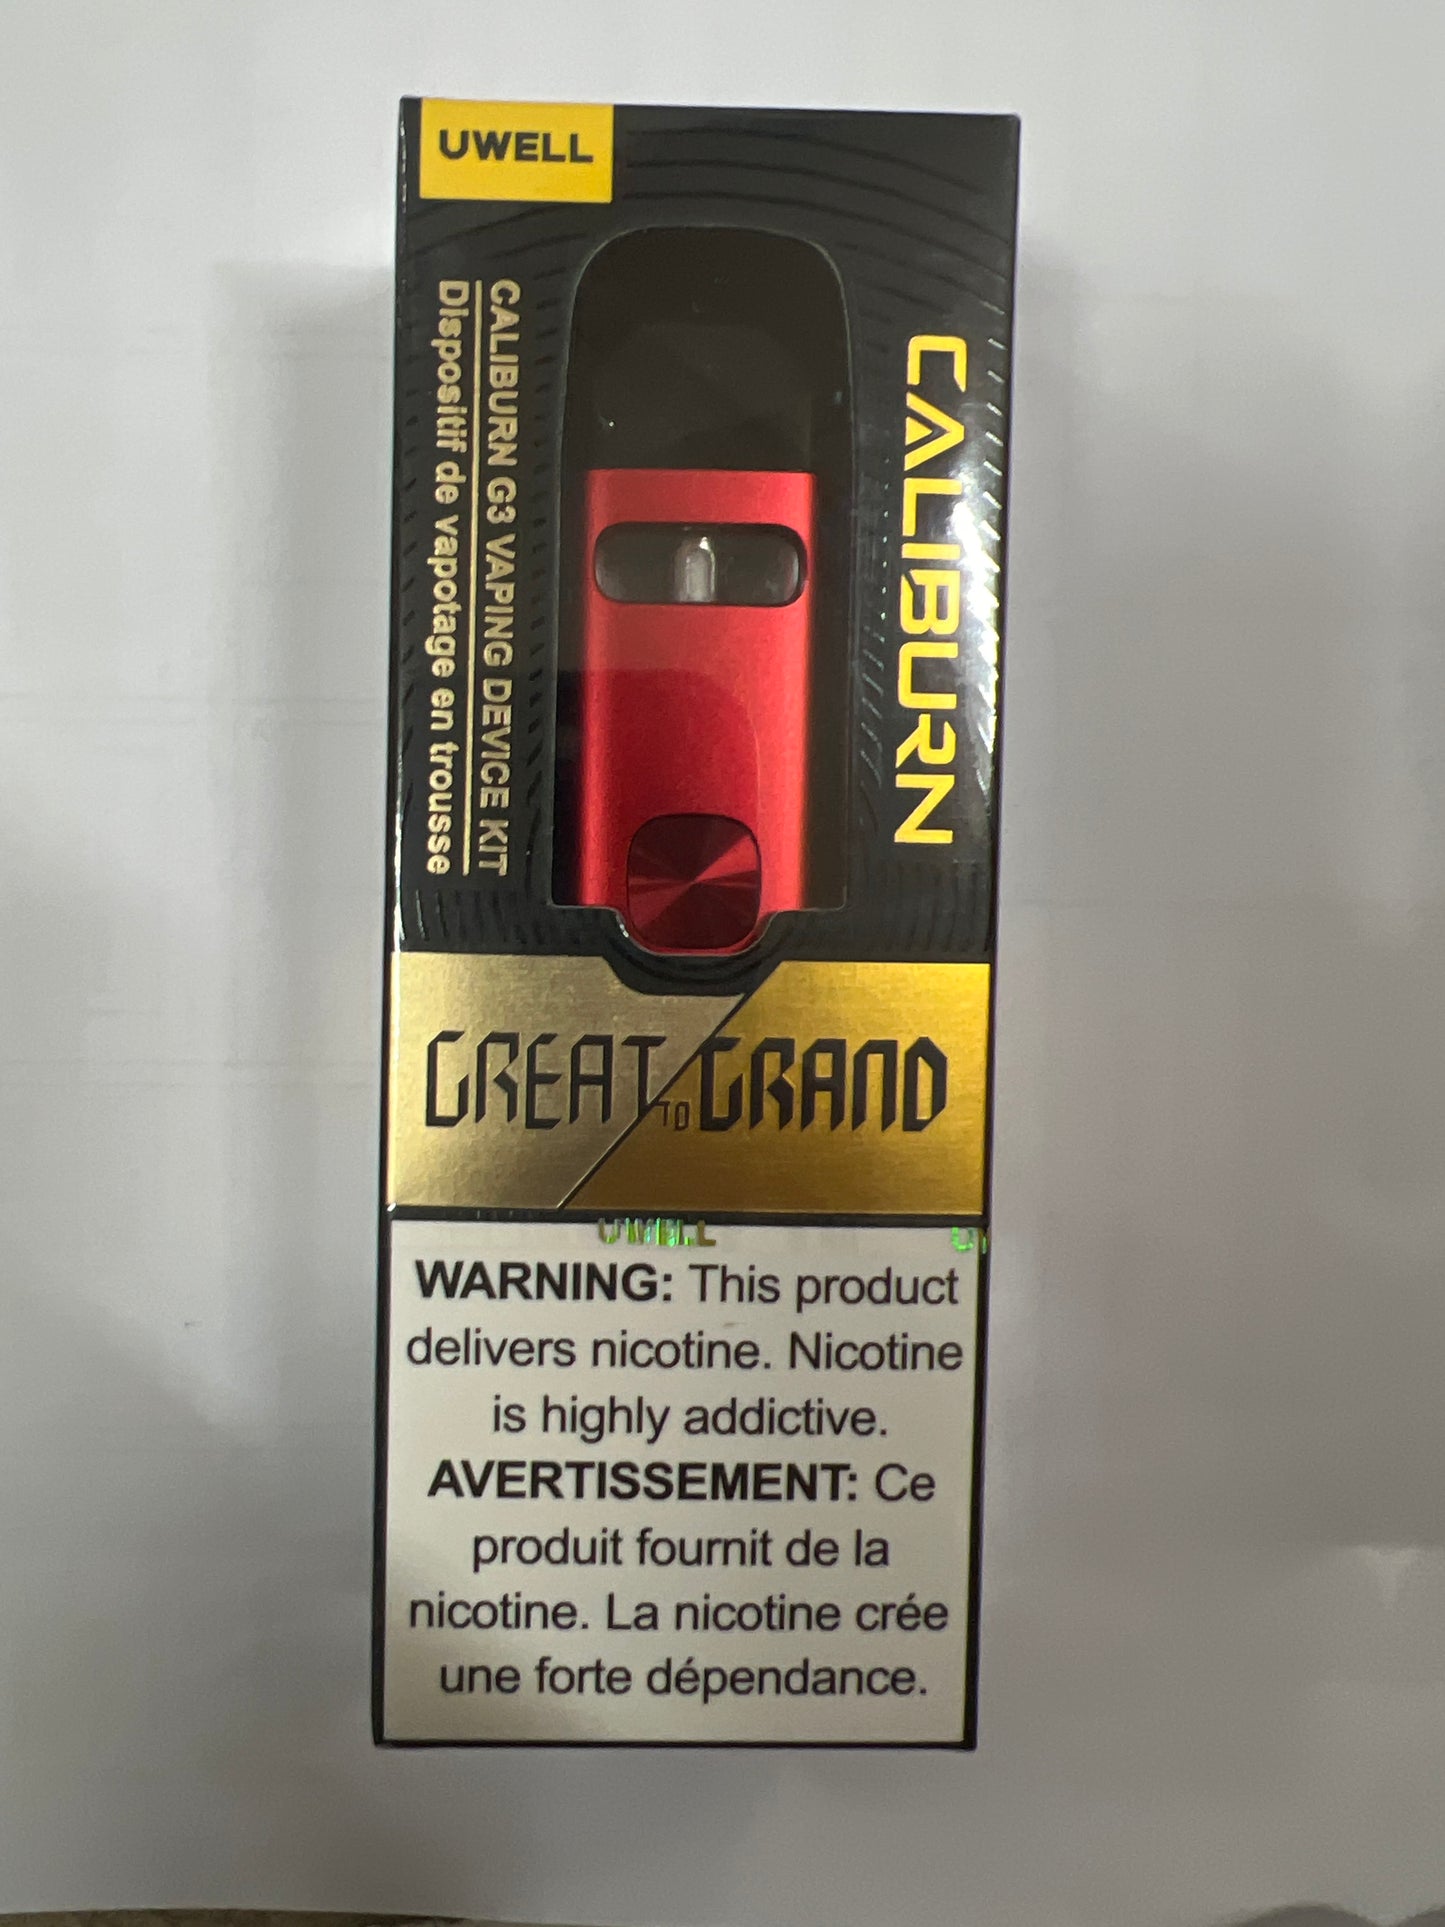 UWELL
CALIBURN G3 VAPING DEVICE KIT
Dispositif de vapotage en trousse
CALIBURN
GREAT TO GRAND
UWELL
WARNING: This product
delivers nicotine. Nicotine
is highly addictive.
AVERTISSEMENT: Ce
produit fournit de la
nicotine. La nicotine crée
une forte dépendance.